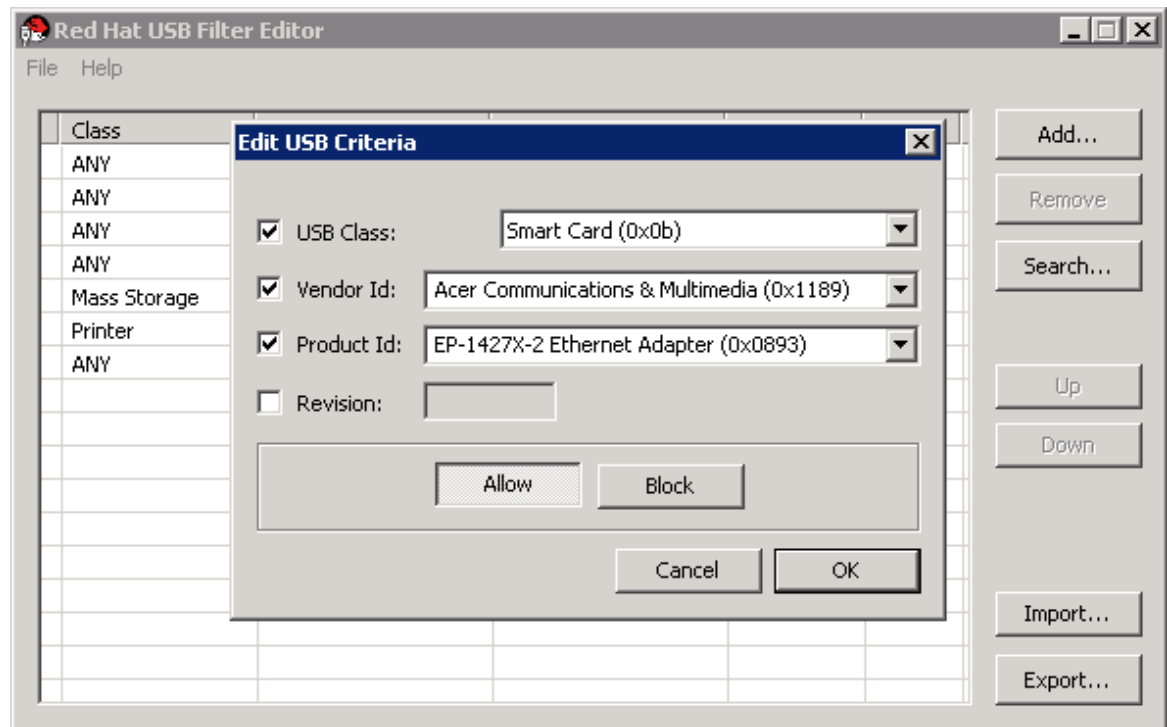 Red Hat USB Filter Editor
File Help
Class
ANY
ANY
ANY
ANY
Mass Storage
Printer
ANY
Edit USB Criteria
USB Class: Smart Card (0x0b)
Vendor Id: Acer Communications & Multimedia (0x1189)
Product Id: EP-1427X-2 Ethernet Adapter (0x0893)
Revision:
Allow Block
Cancel OK
Add...
Remove
Search...
Up
Down
Import...
Export...